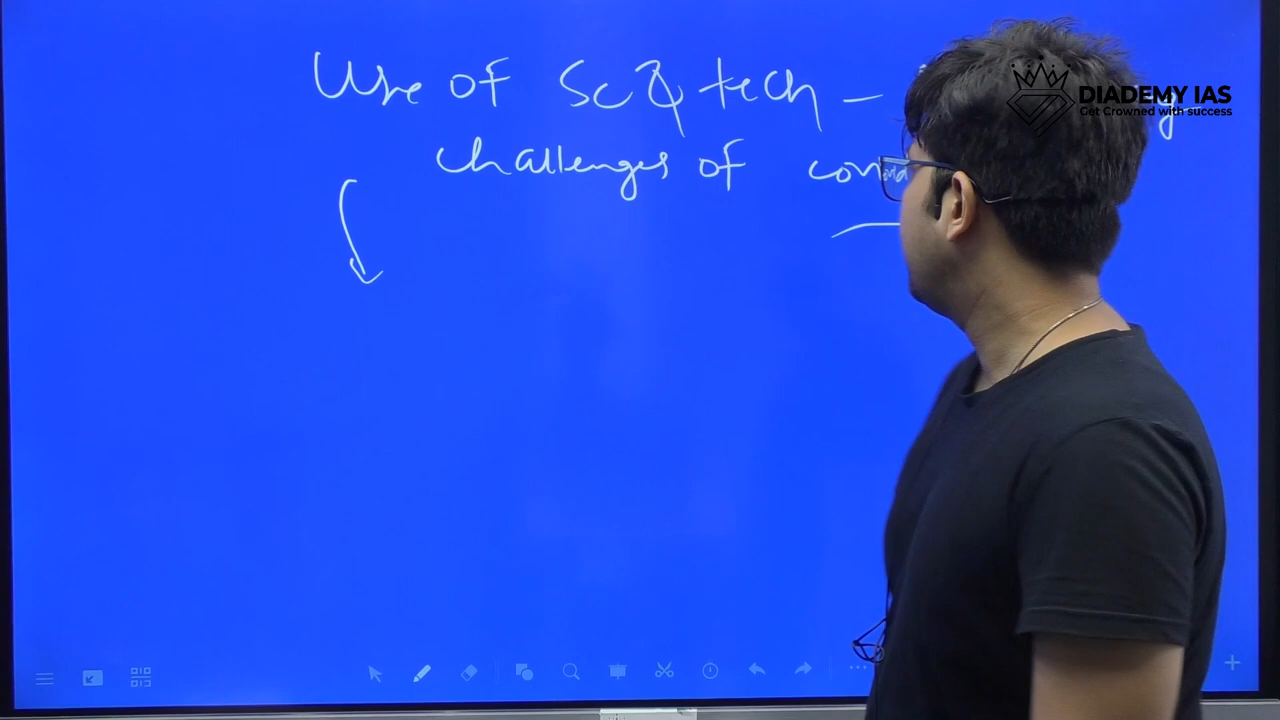 Use of Sc & tech –
challenges of
DIADEMY IAS
Get Crowned with success